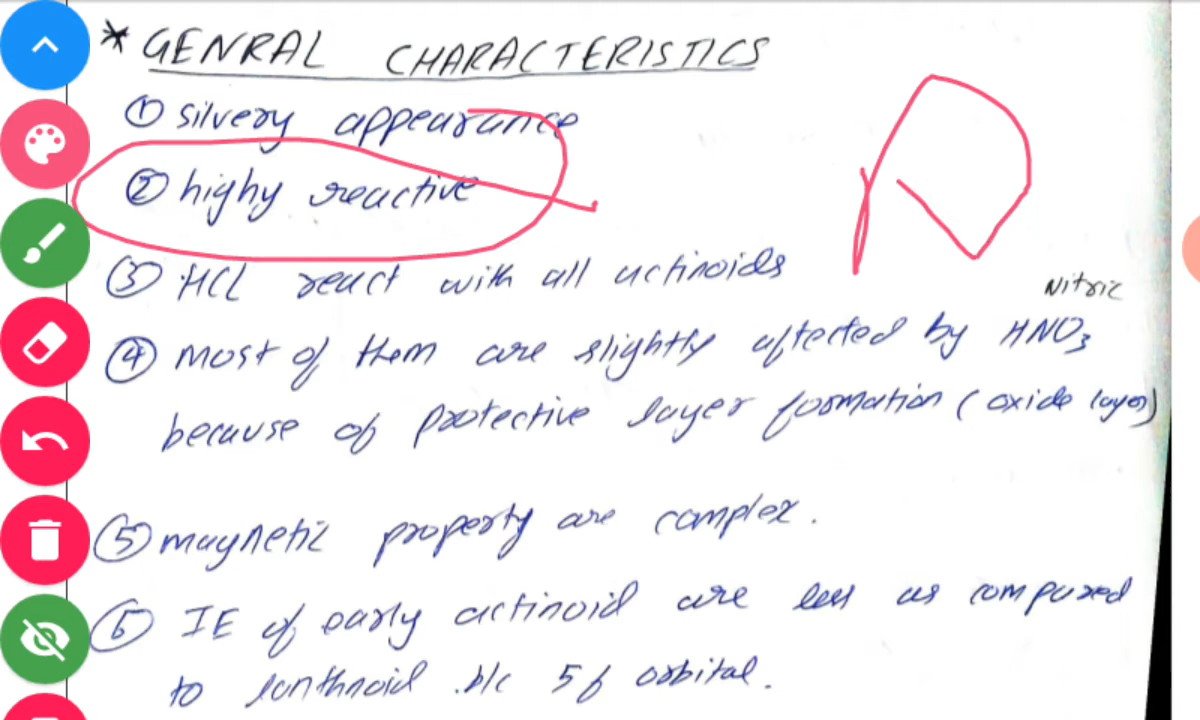 * GENRAL CHARACTERISTICS
① silvery appearance
② highy reactive
③ HCL react with all actinoids
Nitric
④ most of them are slightly affected by HNO3
because of protective layer formation (oxide layer)
⑤ magnetic property are complex.
⑥ IE of early actinoid are less as compared
to lanthnoid b/c 5f orbital.